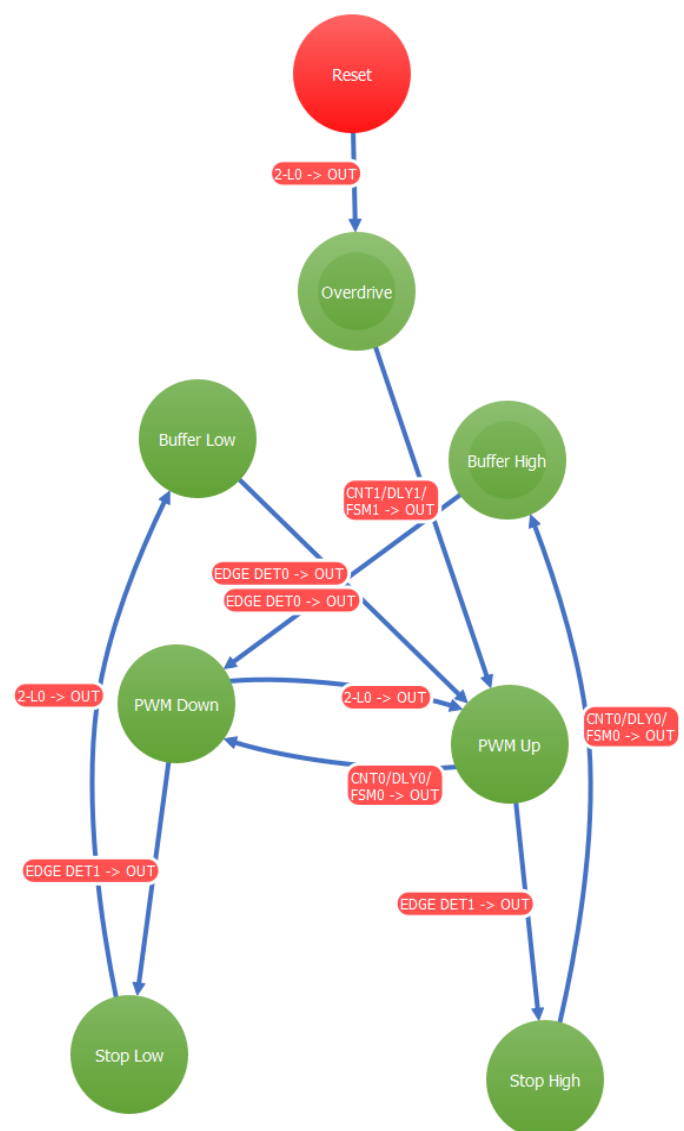 Reset
2-L0 -> OUT
Overdrive
Buffer Low
Buffer High
CNT1/DLY1/
FSM1 -> OUT
EDGE DET0 -> OUT
EDGE DET0 -> OUT
2-L0 -> OUT
PWM Down
2-L0 -> OUT
CNT0/DLY0/
FSM0 -> OUT
PWM Up
CNT0/DLY0/
FSM0 -> OUT
EDGE DET1 -> OUT
EDGE DET1 -> OUT
Stop Low
Stop High